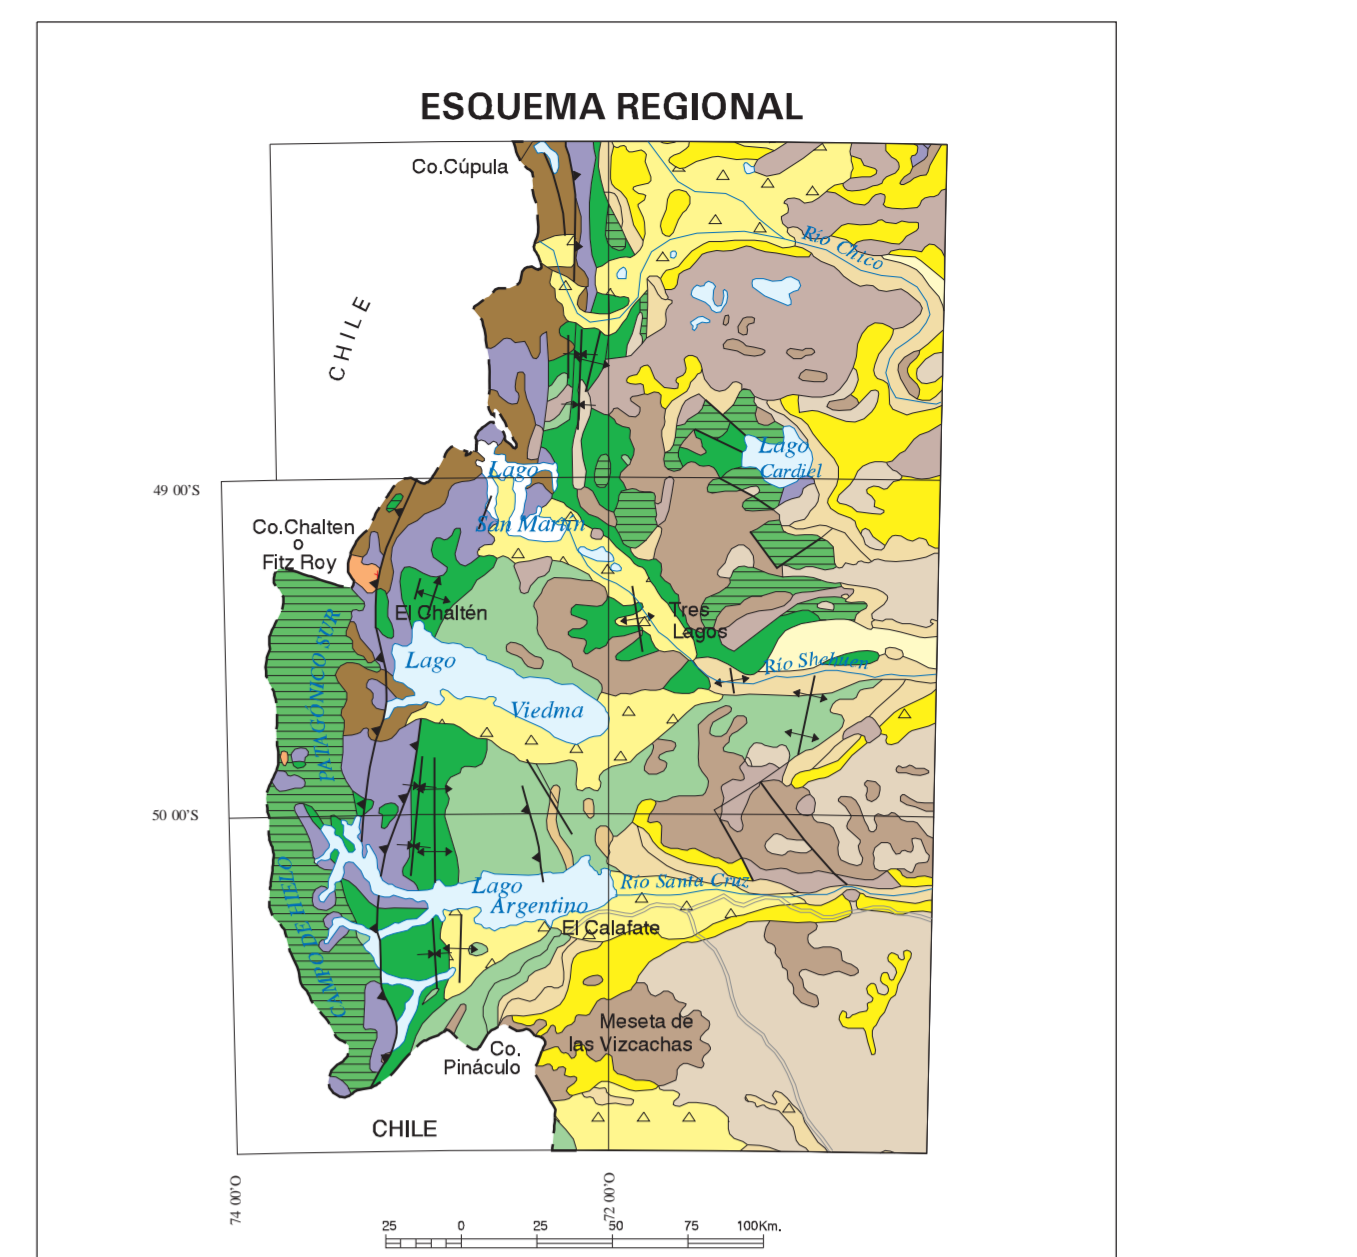 ESQUEMA REGIONAL
Co.Cúpula
Río Chico
CHILE
Lago
Cardiel
Lago
San Martín
49 00'S
Co.Chalten
o
Fitz Roy
El Chaltén
Tres
Lagos
Río Shehuen
Lago
Viedma
PATAGONICO SUR
50 00'S
CAMPO DE HIELO
Lago
Argentino
Río Santa Cruz
El Calafate
Meseta de
las Vizcachas
Co.
Pináculo
CHILE
74 00'O
72 00'O
25 0 25 50 75 100Km.